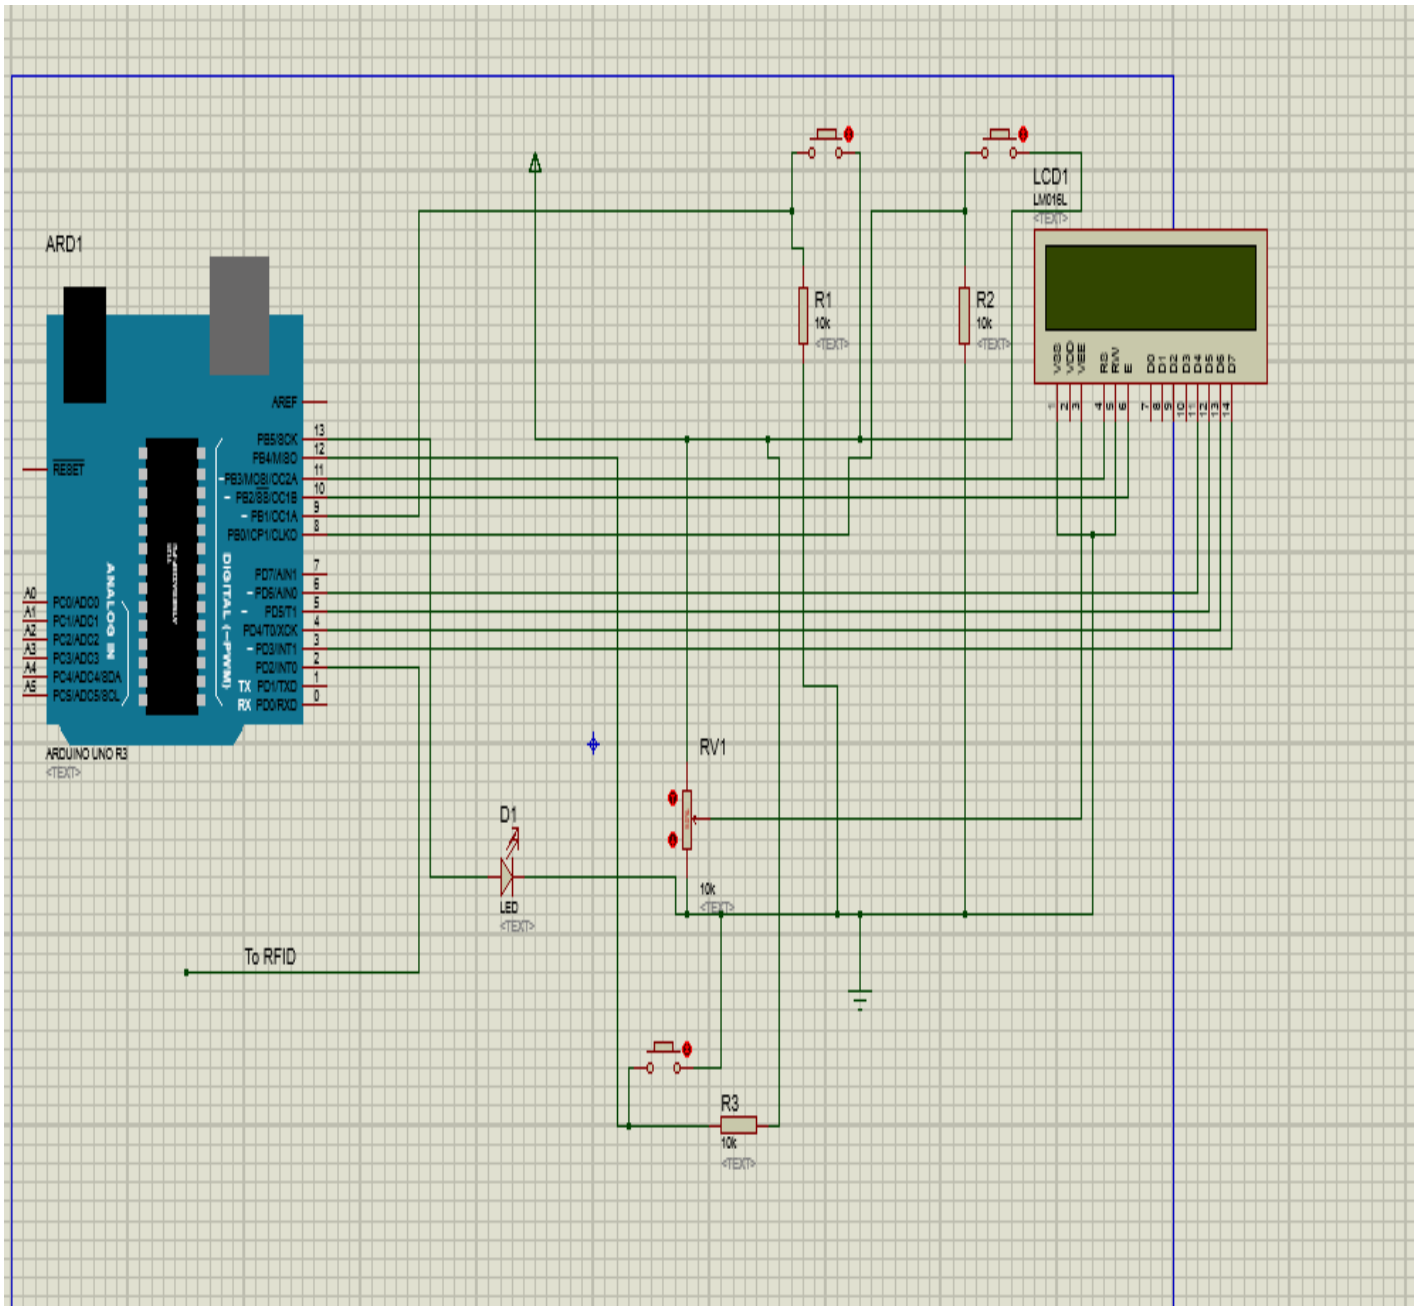 LCD1
LM016L
<TEXT>
ARD1
R1
10k
<TEXT>
R2
10k
<TEXT>
VSS
VDD
VEE
RS
RW
E
D0
D1
D2
D3
D4
D5
D6
D7
1
2
3
4
5
6
7
8
9
10
11
12
13
14
AREF
RESET
PB5/SCK
13
PB4/MISO
12
PB3/MOSI/OC2A
11
PB2/SS/OC1B
10
PB1/OC1A
9
PB0/ICP1/CLKO
8
PD7/AIN1
7
PD6/AIN0
6
PD5/T1
5
PD4/T0/XCK
4
PD3/INT1
3
PD2/INT0
2
TX PD1/TXD
1
RX PD0/RXD
0
DIGITAL (~PWM)
ANALOG IN
A0 PC0/ADC0
A1 PC1/ADC1
A2 PC2/ADC2
A3 PC3/ADC3
A4 PC4/ADC4/SDA
A5 PC5/ADC5/SCL
ARDUINO UNO R3
<TEXT>
RV1
10k
<TEXT>
D1
LED
<TEXT>
To RFID
R3
10k
<TEXT>